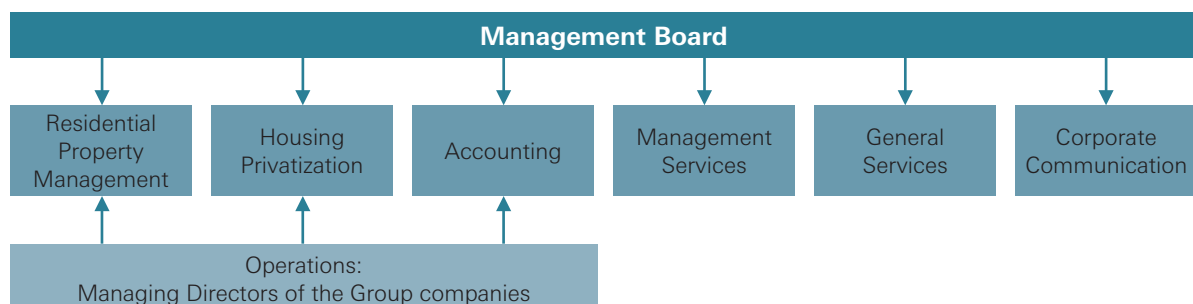 Management Board
Residential
Property
Management
Housing
Privatization
Accounting
Management
Services
General
Services
Corporate
Communication
Operations:
Managing Directors of the Group companies